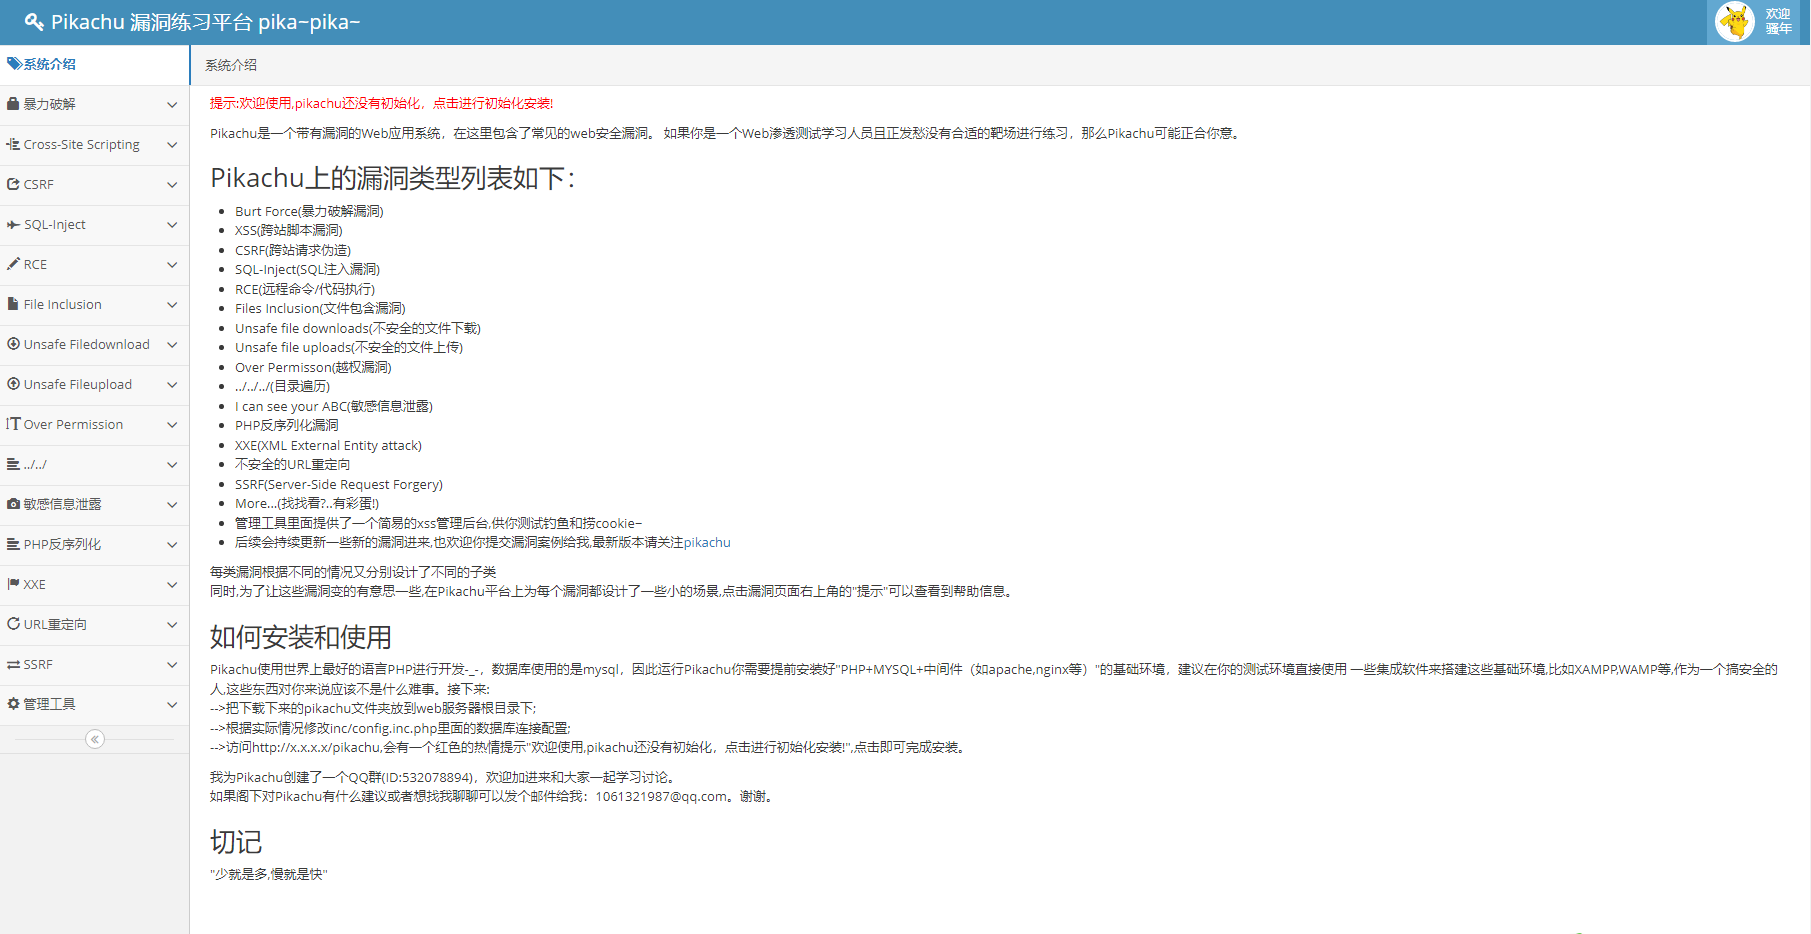 Pikachu 漏洞练习平台 pika~pika~
欢迎
骚年
系统介绍
暴力破解
Cross-Site Scripting
CSRF
SQL-Inject
RCE
File Inclusion
Unsafe Filedownload
Unsafe Fileupload
Over Permission
../../
敏感信息泄露
PHP反序列化
XXE
URL重定向
SSRF
管理工具
系统介绍
提示:欢迎使用,pikachu还没有初始化，点击进行初始化安装!
Pikachu是一个带有漏洞的Web应用系统，在这里包含了常见的web安全漏洞。 如果你是一个Web渗透测试学习人员且正发愁没有合适的靶场进行练习，那么Pikachu可能正合你意。
Pikachu上的漏洞类型列表如下：
Burt Force(暴力破解漏洞)
XSS(跨站脚本漏洞)
CSRF(跨站请求伪造)
SQL-Inject(SQL注入漏洞)
RCE(远程命令/代码执行)
Files Inclusion(文件包含漏洞)
Unsafe file downloads(不安全的文件下载)
Unsafe file uploads(不安全的文件上传)
Over Permisson(越权漏洞)
../../../(目录遍历)
I can see your ABC(敏感信息泄露)
PHP反序列化漏洞
XXE(XML External Entity attack)
不安全的URL重定向
SSRF(Server-Side Request Forgery)
More...(找找看?..有彩蛋!)
管理工具里面提供了一个简易的xss管理后台,供你测试钓鱼和捞cookie~
后续会持续更新一些新的漏洞进来,也欢迎你提交漏洞案例给我,最新版本请关注pikachu
每类漏洞根据不同的情况又分别设计了不同的子类
同时,为了让这些漏洞变的有意思一些,在Pikachu平台上为每个漏洞都设计了一些小的场景,点击漏洞页面右上角的"提示"可以查看到帮助信息。
如何安装和使用
Pikachu使用世界上最好的语言PHP进行开发-_-，数据库使用的是mysql，因此运行Pikachu你需要提前安装好"PHP+MYSQL+中间件（如apache,nginx等）"的基础环境，建议在你的测试环境直接使用 一些集成软件来搭建这些基础环境,比如XAMPP,WAMP等,作为一个搞安全的
人,这些东西对你来说应该不是什么难事。接下来:
-->把下载下来的pikachu文件夹放到web服务器根目录下;
-->根据实际情况修改inc/config.inc.php里面的数据库连接配置;
-->访问http://x.x.x.x/pikachu,会有一个红色的热情提示"欢迎使用,pikachu还没有初始化，点击进行初始化安装!",点击即可完成安装。
我为Pikachu创建了一个QQ群(ID:532078894)，欢迎加进来和大家一起学习讨论。
如果阁下对Pikachu有什么建议或者想找我聊聊可以发个邮件给我：1061321987@qq.com。谢谢。
切记
"少就是多,慢就是快"